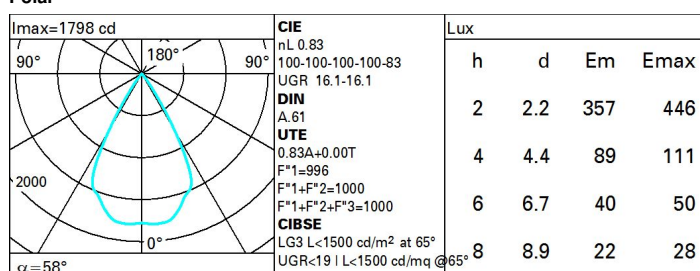 Imax=1798 cd
90°
180°
90°
2000
0°
α=58°
CIE
nL 0.83
100-100-100-100-83
UGR 16.1-16.1
DIN
A.61
UTE
0.83A+0.00T
F"1=996
F"1+F"2=1000
F"1+F"2+F"3=1000
CIBSE
LG3 L<1500 cd/m² at 65°
UGR<19 | L<1500 cd/mq @65°
Lux
h d Em Emax
2 2.2 357 446
4 4.4 89 111
6 6.7 40 50
8 8.9 22 28